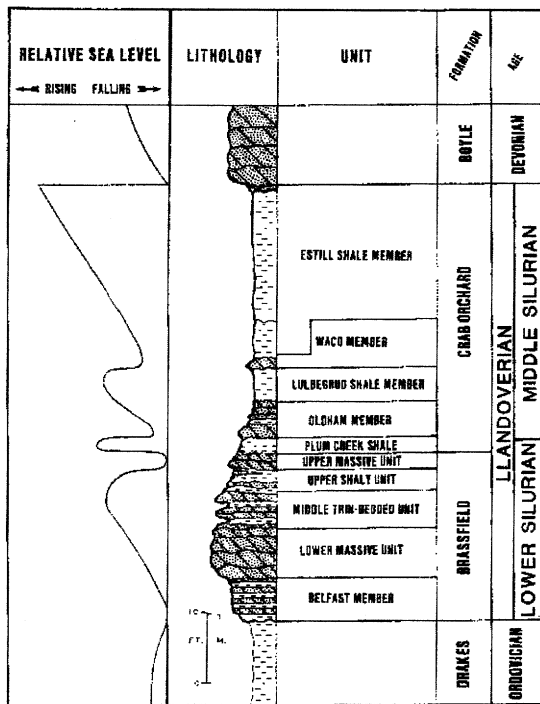 RELATIVE SEA LEVEL
RISING FALLING
LITHOLOGY
UNIT
FORMATION
AGE
BOYLE
DEVONIAN
ESTILL SHALE MEMBER
WACO MEMBER
LULBEGRUD SHALE MEMBER
OLDHAM MEMBER
PLUM CREEK SHALE
CRAB ORCHARD
UPPER MASSIVE UNIT
UPPER SHALY UNIT
MIDDLE THIN-BEDDED UNIT
LOWER MASSIVE UNIT
BELFAST MEMBER
BRASSFIELD
LLANDOVERIAN
MIDDLE SILURIAN
LOWER SILURIAN
FT. M.
DRAKES
ORDOVICIAN